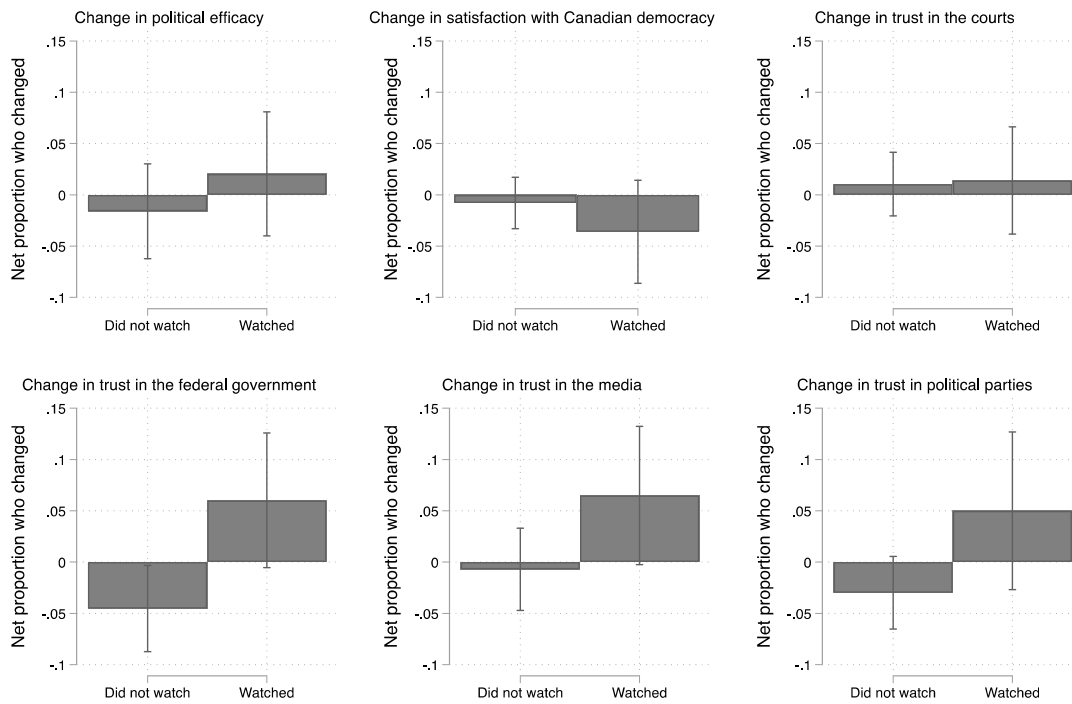 Change in political efficacy
Net proportion who changed
.15
.1
.05
0
-.05
-.1
Did not watch
Watched
Change in satisfaction with Canadian democracy
Net proportion who changed
.15
.1
.05
0
-.05
-.1
Did not watch
Watched
Change in trust in the courts
Net proportion who changed
.15
.1
.05
0
-.05
-.1
Did not watch
Watched
Change in trust in the federal government
Net proportion who changed
.15
.1
.05
0
-.05
-.1
Did not watch
Watched
Change in trust in the media
Net proportion who changed
.15
.1
.05
0
-.05
-.1
Did not watch
Watched
Change in trust in political parties
Net proportion who changed
.15
.1
.05
0
-.05
-.1
Did not watch
Watched